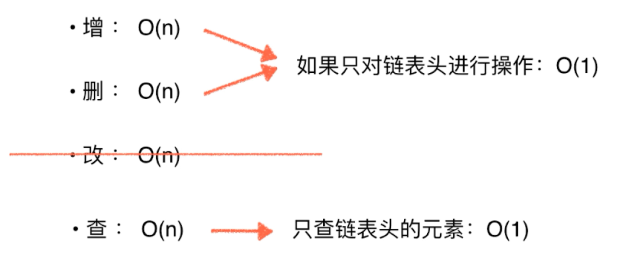 • 增： O(n)
如果只对链表头进行操作：O(1)
• 删： O(n)
• 改： O(n)
• 查： O(n)
只查链表头的元素：O(1)